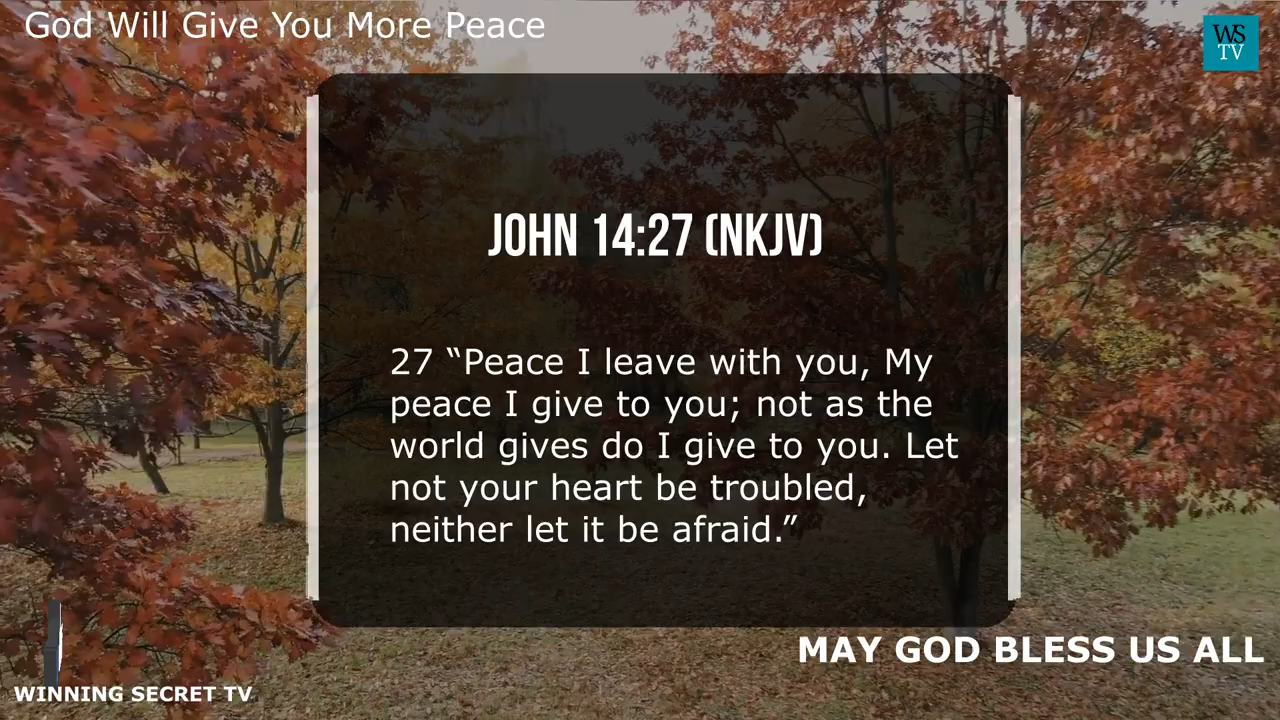 God Will Give You More Peace
WS
TV
JOHN 14:27 (NKJV)
27 “Peace I leave with you, My
peace I give to you; not as the
world gives do I give to you. Let
not your heart be troubled,
neither let it be afraid.”
MAY GOD BLESS US ALL
WINNING SECRET TV